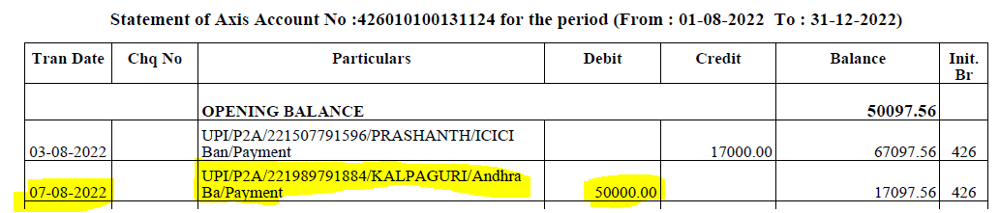 Statement of Axis Account No :426010100131124 for the period (From : 01-08-2022 To : 31-12-2022)
Tran Date Chq No Particulars Debit Credit Balance Init.
Br
OPENING BALANCE 50097.56
UPI/P2A/221507791596/PRASHANTH/ICICI
03-08-2022 Ban/Payment 17000.00 67097.56 426
UPI/P2A/221989791884/KALPAGURI/Andhra
07-08-2022 Ba/Payment 50000.00 17097.56 426